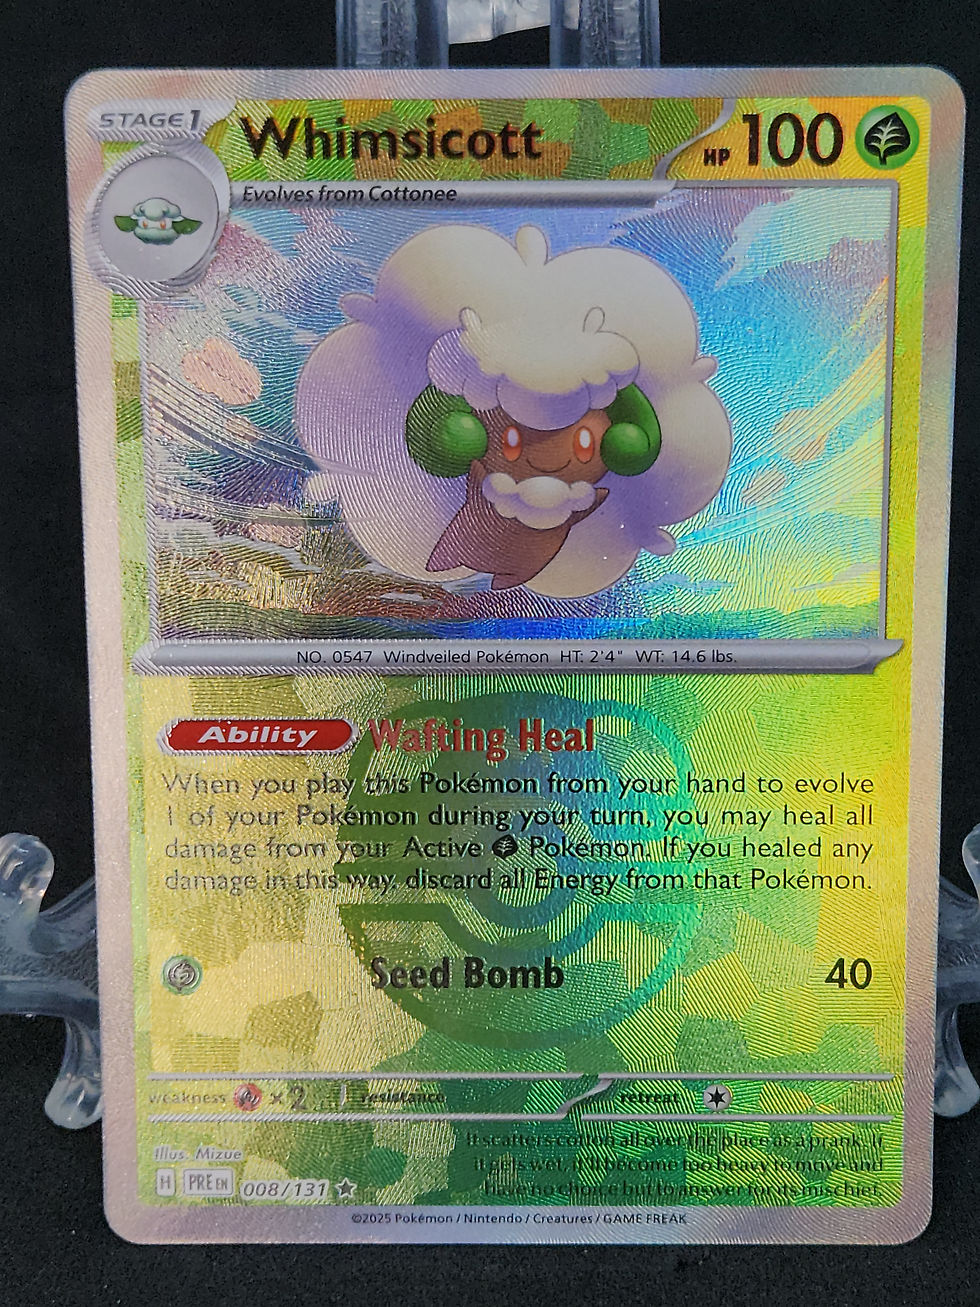 STAGE1
Whimsicott
HP 100
Evolves from Cottonee
NO. 0547 Windveiled Pokémon HT: 2'4" WT: 14.6 lbs.
Ability Wafting Heal
When you play this Pokémon from your hand to evolve
1 of your Pokémon during your turn, you may heal all
damage from your Active Pokémon. If you healed any
damage in this way, discard all Energy from that Pokémon.
Seed Bomb 40
weakness ×2 resistance retreat
It scatters cotton all over the place as a prank. If
it gets wet, it'll become too heavy to move and
have no choice but to answer for its mischief.
Illus. Mizue
H PRE EN 008/131
©2025 Pokémon / Nintendo / Creatures / GAME FREAK